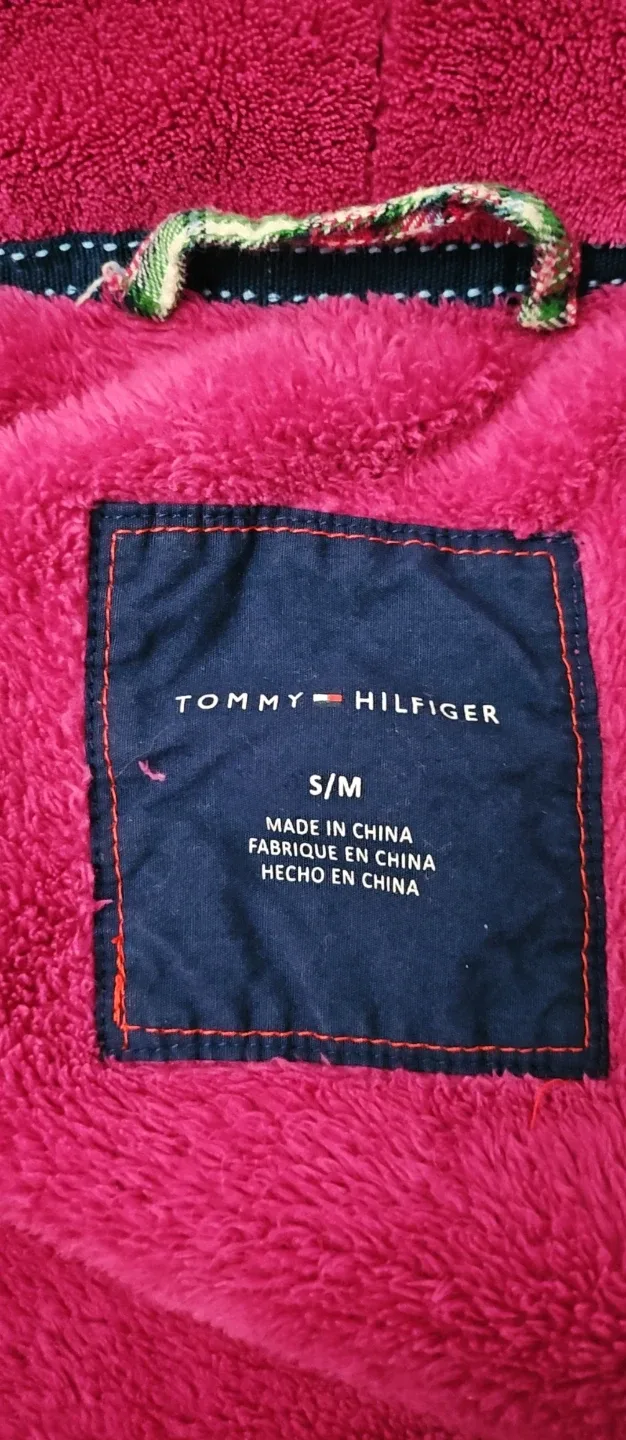 TOMMY HILFIGER
S/M
MADE IN CHINA
FABRIQUE EN CHINA
HECHO EN CHINA